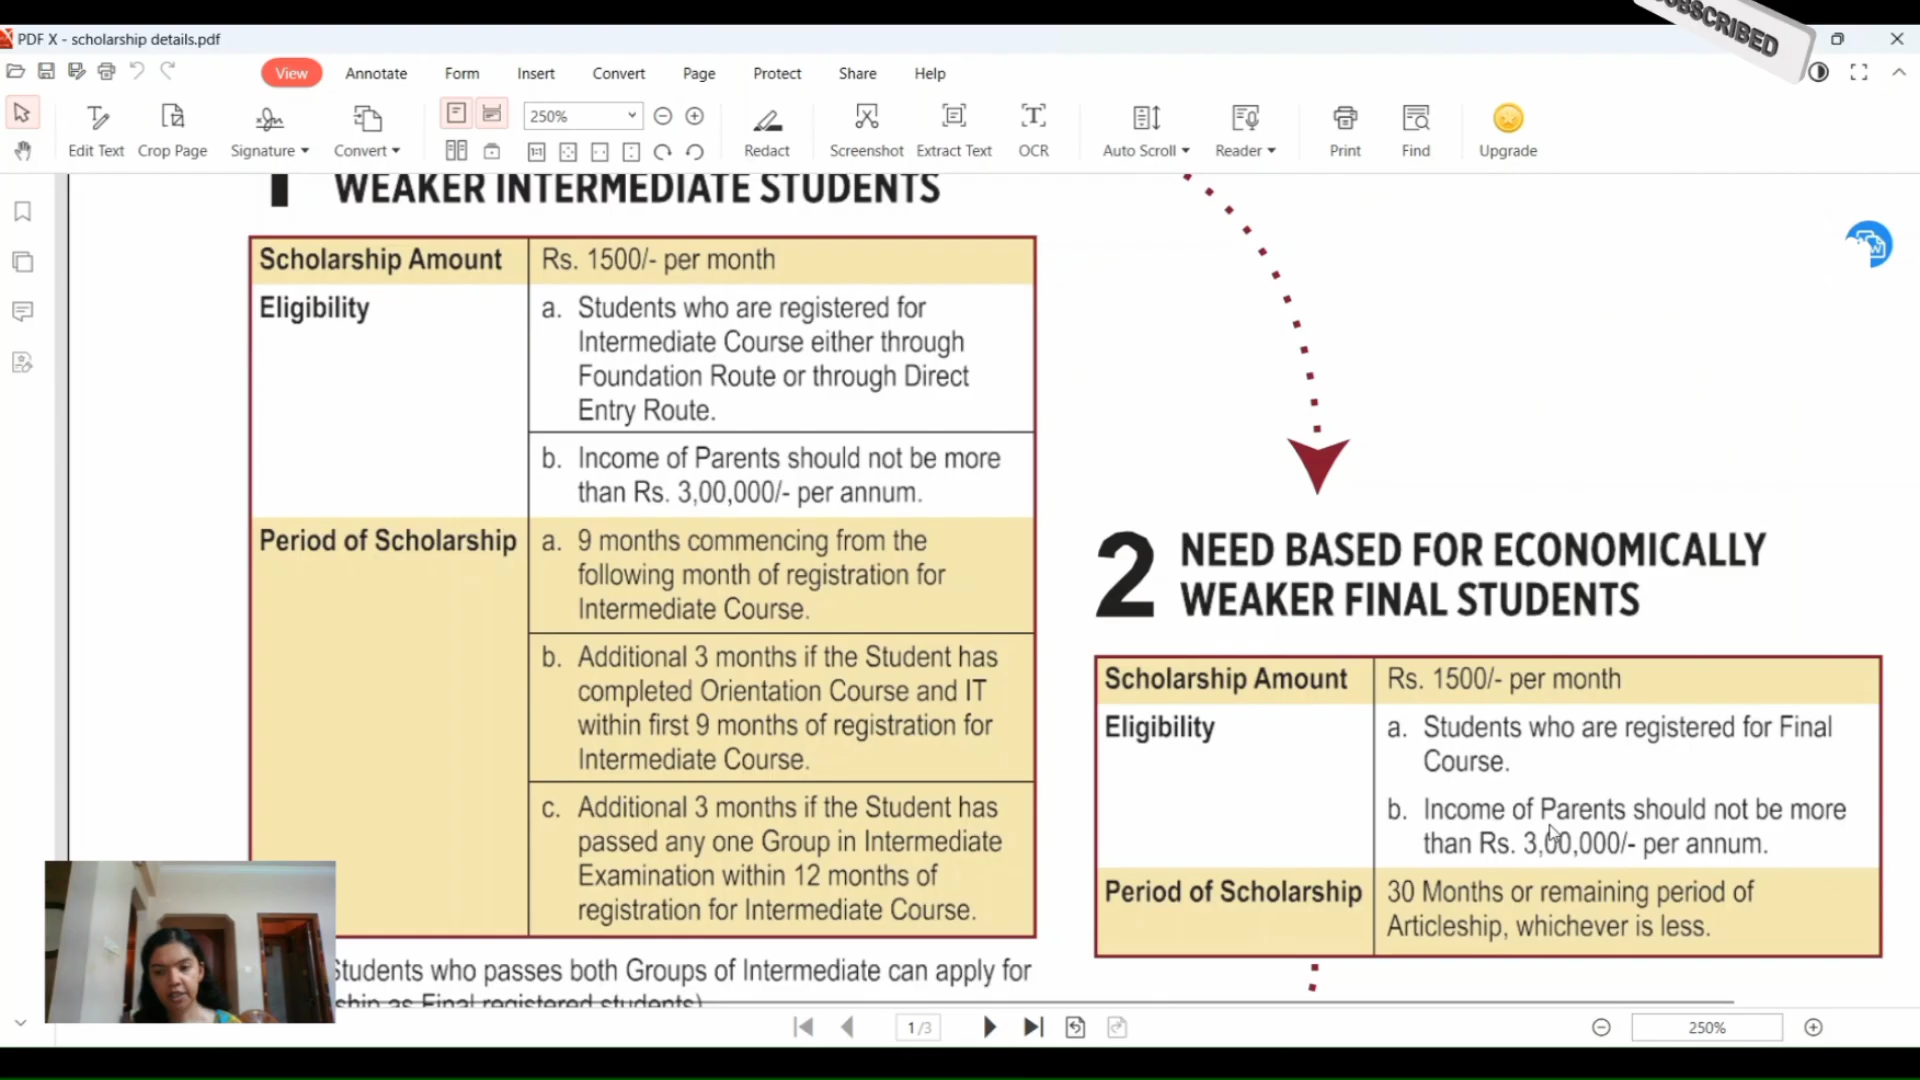 SUBSCRIBED
PDF X - scholarship details.pdf
View Annotate Form Insert Convert Page Protect Share Help
250%
Edit Text Crop Page Signature Convert Redact Screenshot Extract Text OCR Auto Scroll Reader Print Find Upgrade
1 WEAKER INTERMEDIATE STUDENTS
Scholarship Amount Rs. 1500/- per month
Eligibility a. Students who are registered for
Intermediate Course either through
Foundation Route or through Direct
Entry Route.
b. Income of Parents should not be more
than Rs. 3,00,000/- per annum.
Period of Scholarship a. 9 months commencing from the
following month of registration for
Intermediate Course.
b. Additional 3 months if the Student has
completed Orientation Course and IT
within first 9 months of registration for
Intermediate Course.
c. Additional 3 months if the Student has
passed any one Group in Intermediate
Examination within 12 months of
registration for Intermediate Course.
Students who passes both Groups of Intermediate can apply for
ship as Final registered students)
2 NEED BASED FOR ECONOMICALLY
WEAKER FINAL STUDENTS
Scholarship Amount Rs. 1500/- per month
Eligibility a. Students who are registered for Final
Course.
b. Income of Parents should not be more
than Rs. 3,00,000/- per annum.
Period of Scholarship 30 Months or remaining period of
Articleship, whichever is less.
1/3
250%